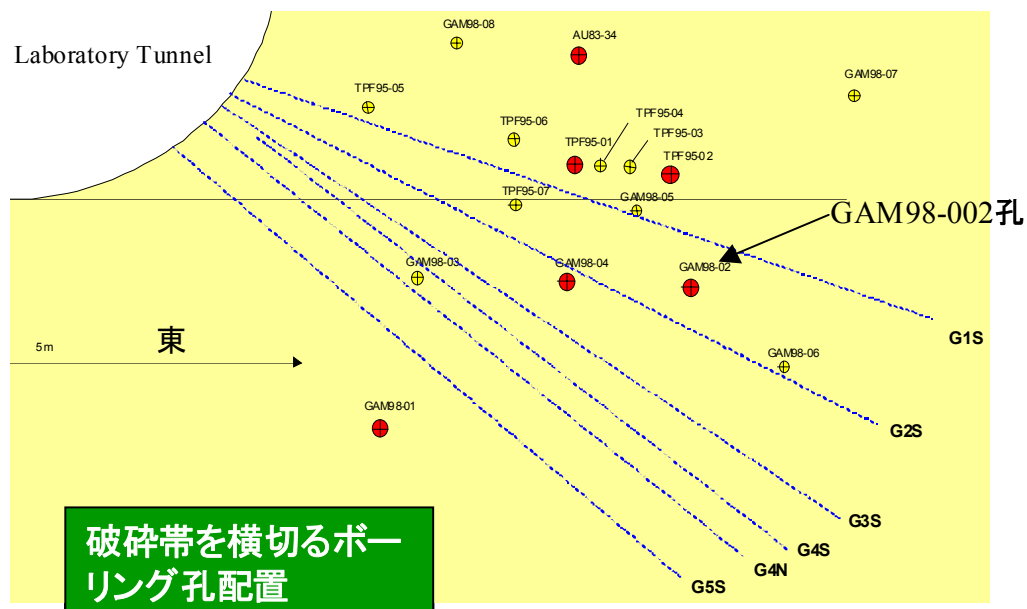 GAM98-08
AU83-34
Laboratory Tunnel
GAM98-07
TPF95-05
TPF95-04
TPF95-06
TPF95-03
TPF95-01
TPF95-02
TPF95-07
GAM98-05
GAM98-002孔
GAM98-03
GAM98-04
GAM98-02
5m
東
G1S
GAM98-06
GAM98-01
G2S
G3S
G4S
G4N
G5S
破砕帯を横切るボー
リング孔配置